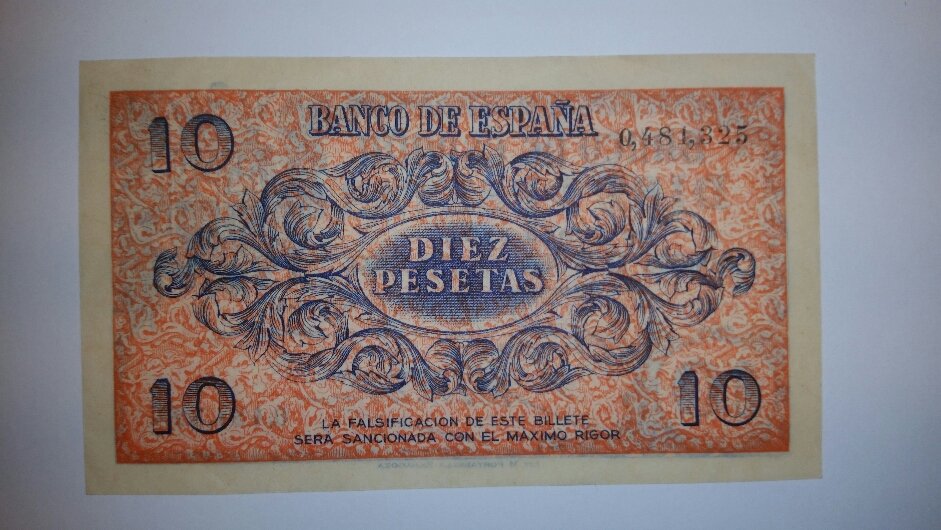 BANCO DE ESPAÑA
10
0,481,325
DIEZ
PESETAS
10
10
LA FALSIFICACION DE ESTE BILLETE
SERA SANCIONADA CON EL MAXIMO RIGOR